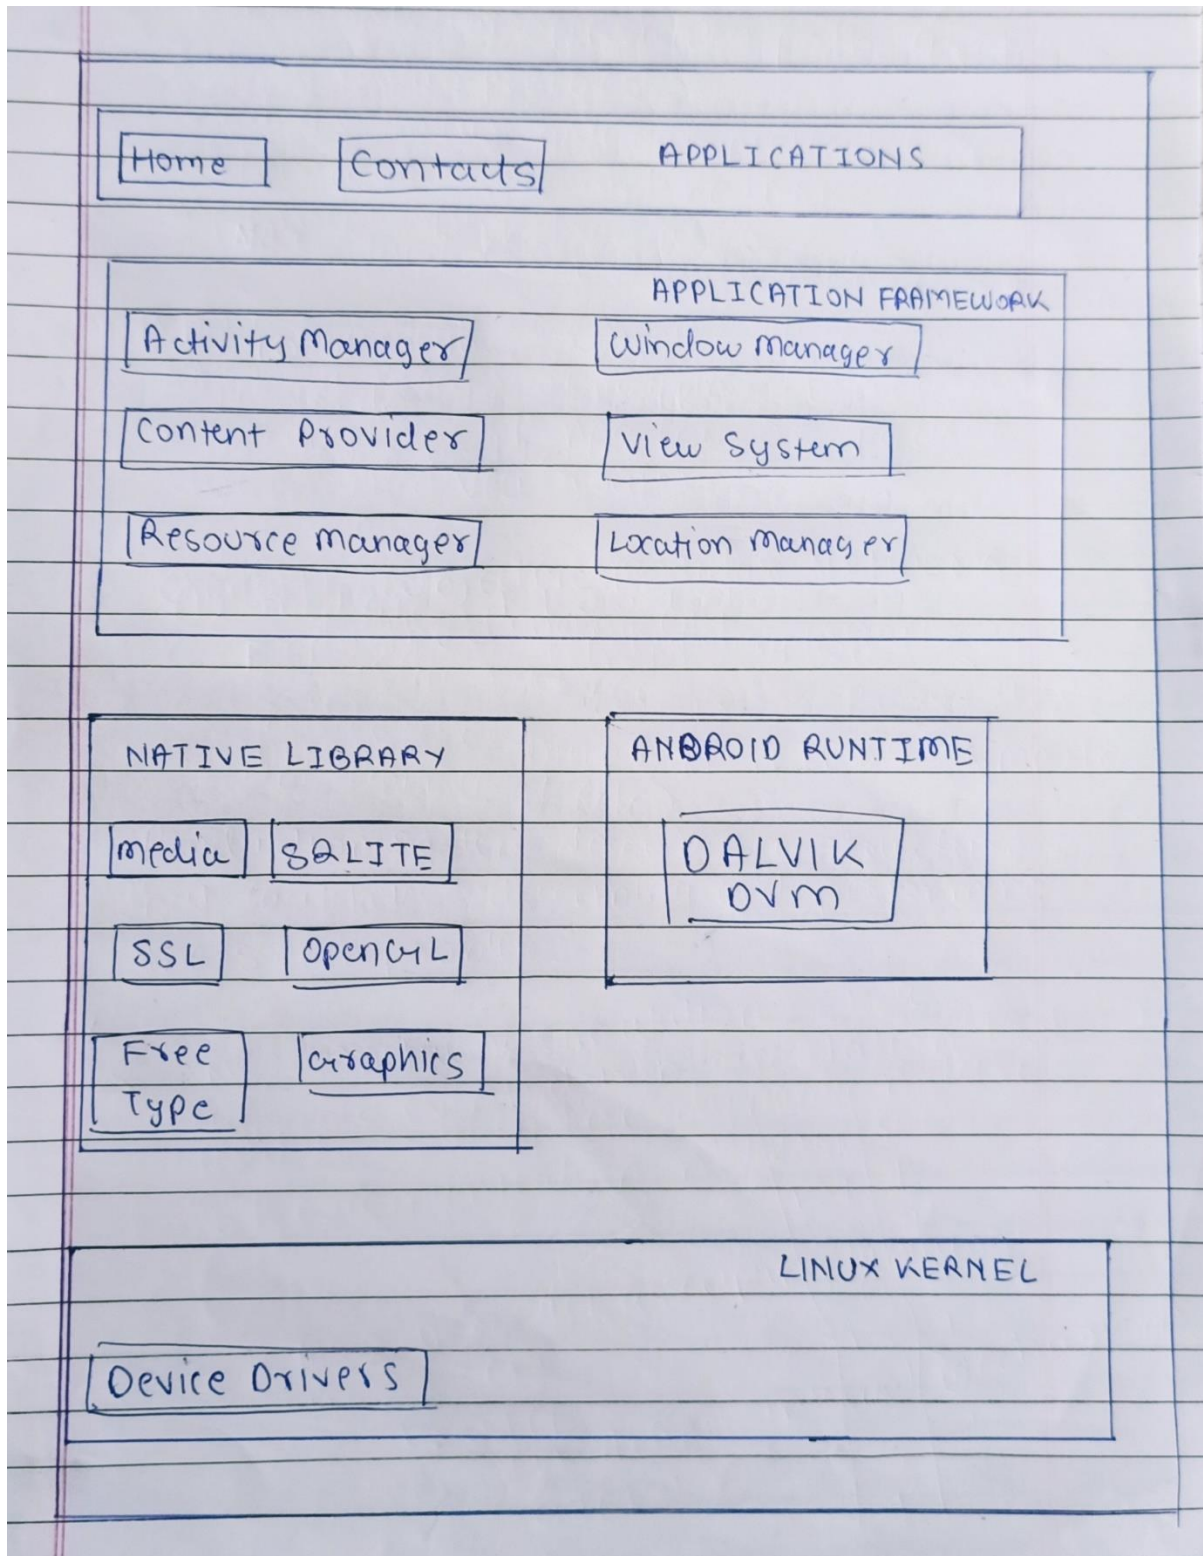 Home Contacts APPLICATIONS
APPLICATION FRAMEWORK
Activity Manager Window Manager
Content Provider View System
Resource Manager Location Manager
NATIVE LIBRARY
Media SQLITE
SSL OpenGL
Free
Type
Graphics
ANDROID RUNTIME
DALVIK
DVM
LINUX KERNEL
Device Drivers